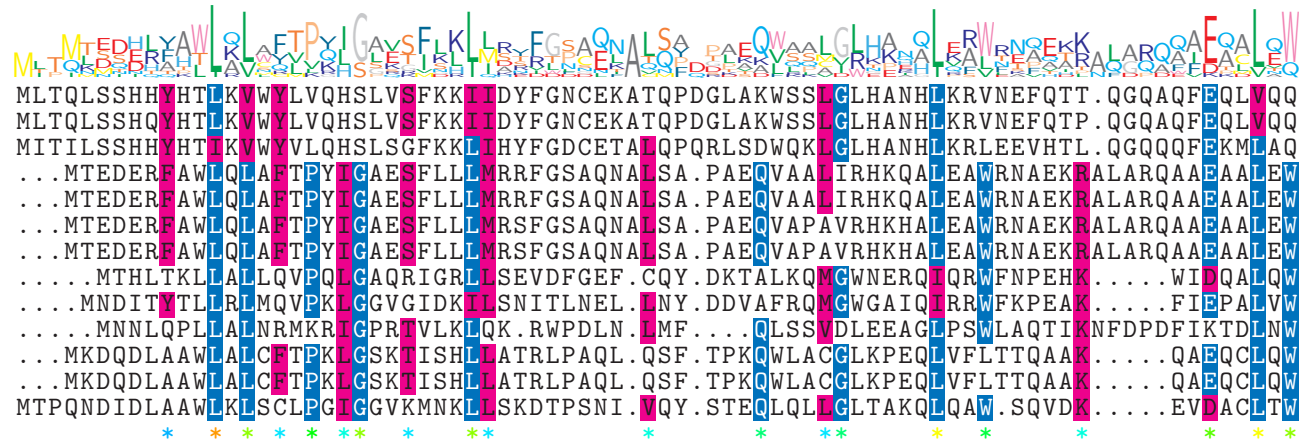 MLTQLSSHHYHTLKVWYLVQHSLVSFKKIIDYFGNCEKATQPDGLAKWSSLGLHANHLKRVNEFQTT.QGQAQFEQLVQQ
MLTQLSSHQYHTLKVWYLVQHSLVSFKKIIDYFGNCEKATQPDGLAKWSSLGLHANHLKRVNEFQTP.QGQAQFEQLVQQ
MITILSSHHYHTIKVWYVLQHSLSGFKKLIHYFGDCETALQPQRLSDWQKLGLHANHLKRLEEVHTL.QGQQQFEKMLAQ
...MTEDERFAWLQLAFTPYIGAESFLLLMRRFGSAQNALSA.PAEQVAALIRHKQALEAWRNAEKRALARQAAEAALEW
...MTEDERFAWLQLAFTPYIGAESFLLLMRRFGSAQNALSA.PAEQVAALIRHKQALEAWRNAEKRALARQAAEAALEW
...MTEDERFAWLQLAFTPYIGAESFLLLMRSFGSAQNALSA.PAEQVAPAVRHKHALEAWRNAEKRALARQAAEAALEW
...MTEDERFAWLQLAFTPYIGAESFLLLMRSFGSAQNALSA.PAEQVAPAVRHKHALEAWRNAEKRALARQAAEAALEW
.....MTHLTKLLALLQVPQLGAQRIGRLLSEVDFGEF.CQY.DKTALKQMGWNERQIQRWFNPEHK.....WIDQALQW
....MNDITYTLLRLMQVPKLGGVGIDKILSNITLNEL.LNY.DDVAFRQMGWGAIQIRRWFKPEAK.....FIEPALVW
.....MNNLQPLLALNRMKRIGPRTVLKLQK.RWPDLN.LMF....QLSSVDLEEAGLPSWLAQTIKNFDPDFIKTDLNW
...MKDQDLAAWLALCFTPKLGSKTISHLLATRLPAQL.QSF.TPKQWLACGLKPEQLVFLTTQAAK.....QAEQCLQW
...MKDQDLAAWLALCFTPKLGSKTISHLLATRLPAQL.QSF.TPKQWLACGLKPEQLVFLTTQAAK.....QAEQCLQW
MTPQNDIDLAAWLKLSCLPGIGGVKMNKLLSKDTPSNI.VQY.STEQLQLLGLTAKQLQAW.SQVDK.....EVDACLTW
* * * * * * * * * * * * * * * * * * * *